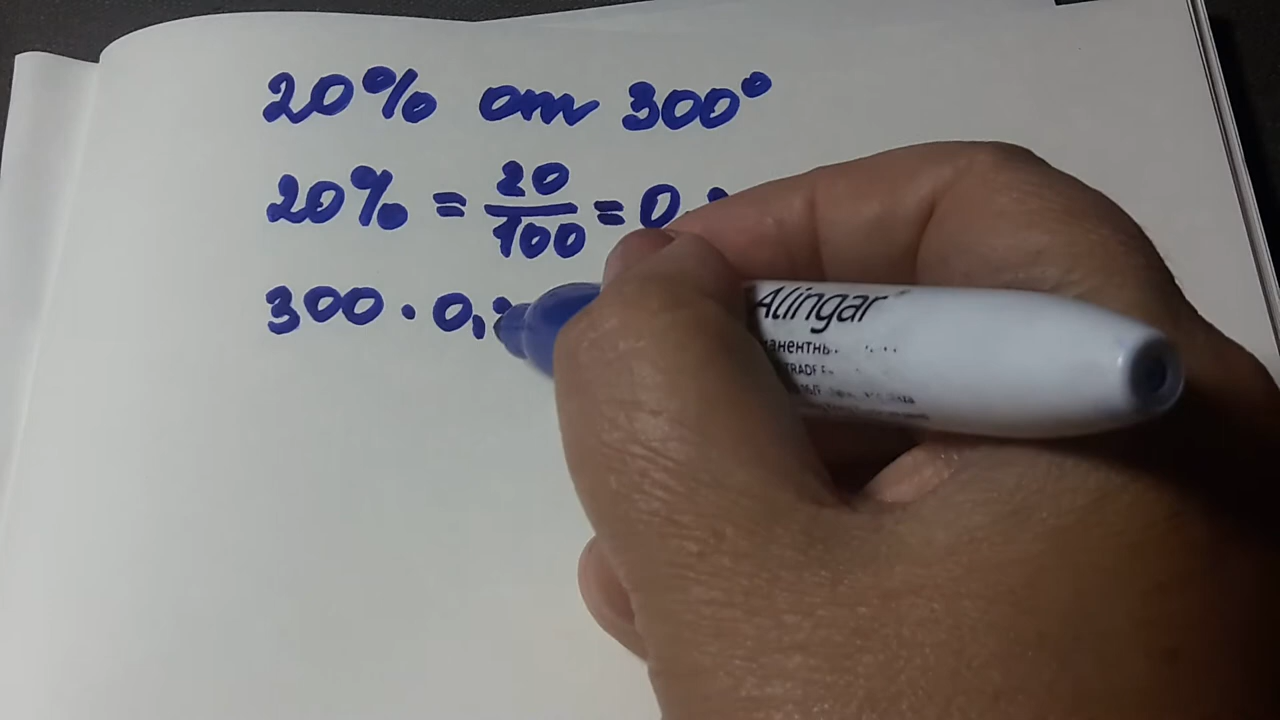 20% от 300°
20% = 20/100 = 0,
300 · 0,
Alingar